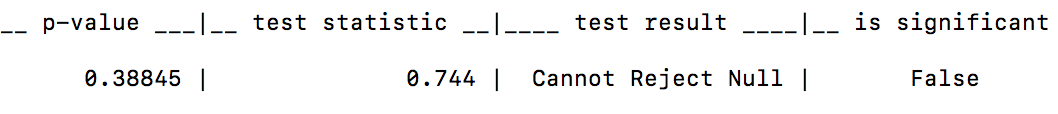 __ p-value ___|__ test statistic __|____ test result ____|__ is significant
0.38845 | 0.744 | Cannot Reject Null | False